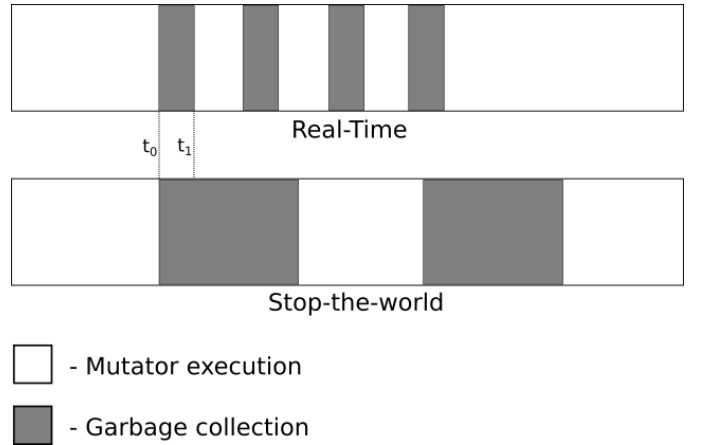 Real-Time
t₀ t₁
Stop-the-world
- Mutator execution
- Garbage collection